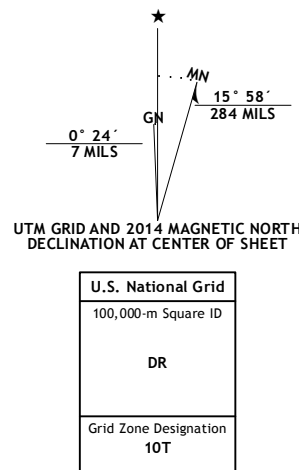 ★
MN
GN
15° 58´
284 MILS
0° 24´
7 MILS
UTM GRID AND 2014 MAGNETIC NORTH
DECLINATION AT CENTER OF SHEET
U.S. National Grid
100,000-m Square ID
DR
Grid Zone Designation
10T